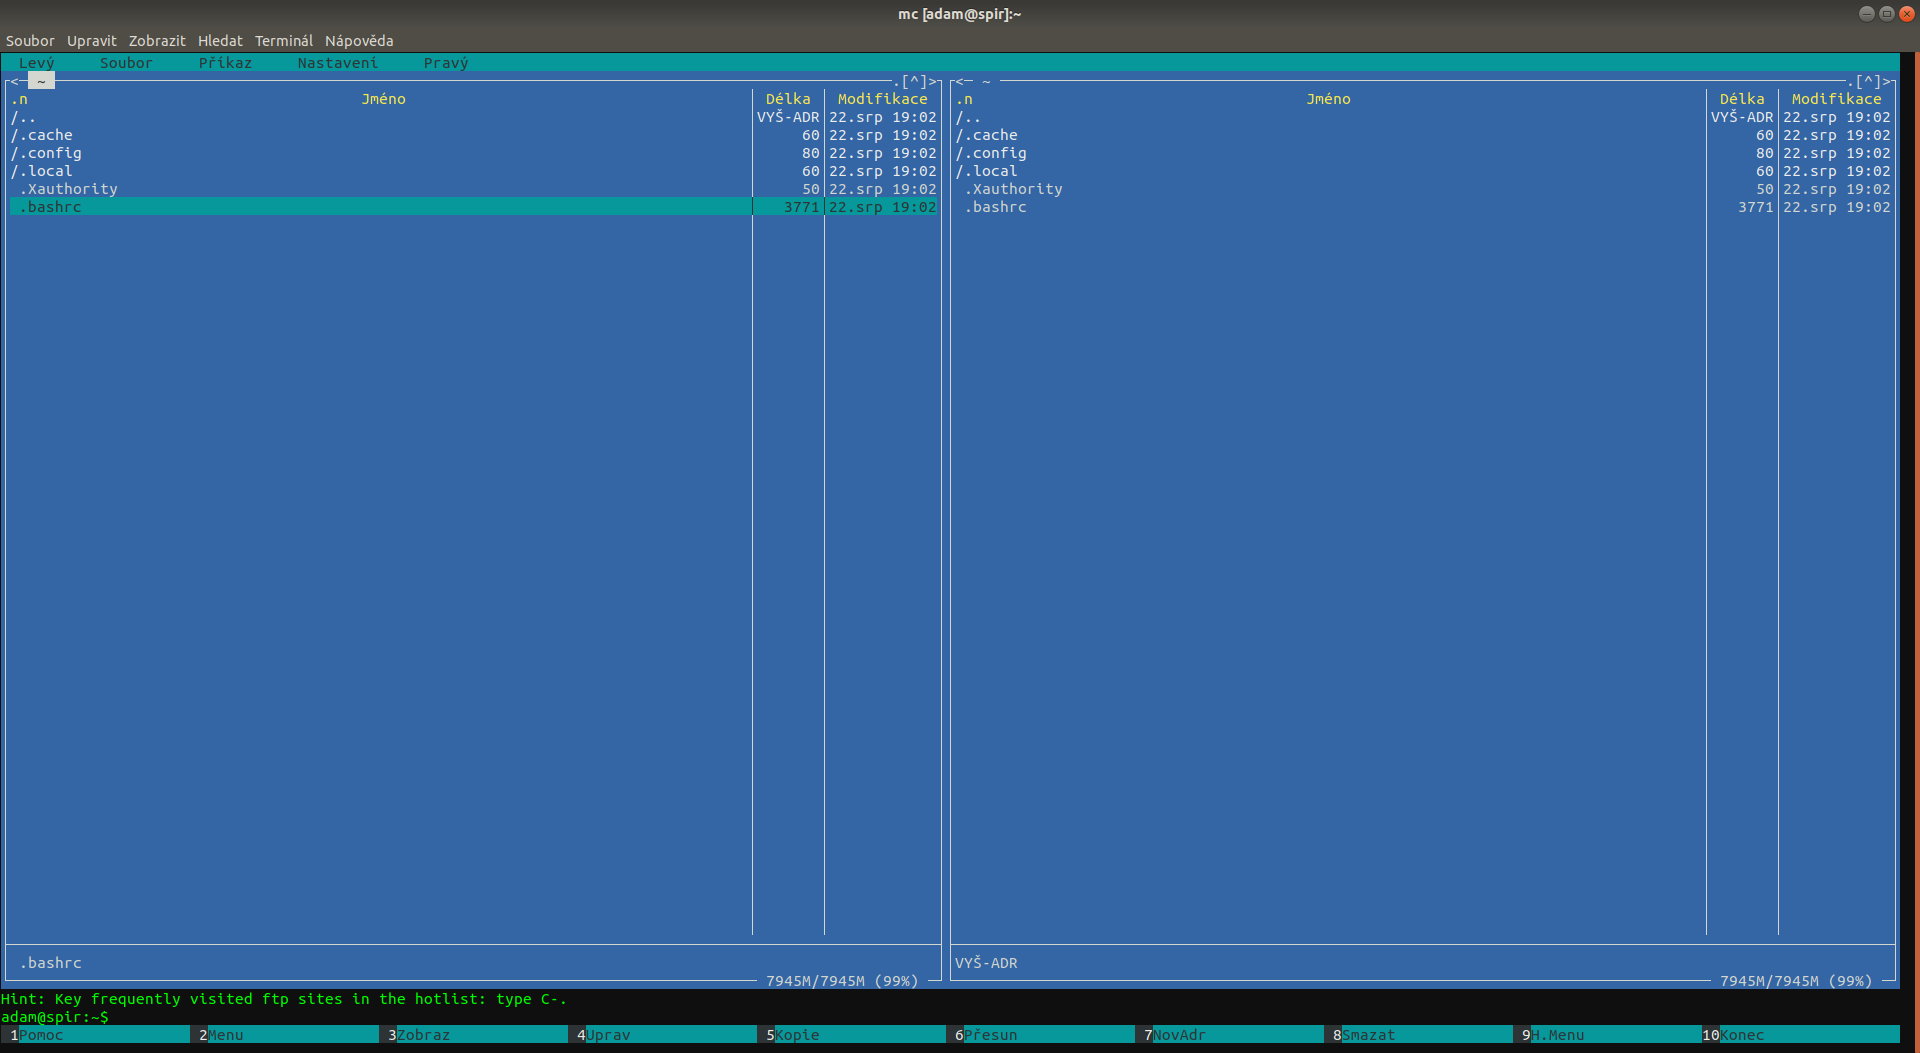 mc [adam@spir]:~
Soubor Upravit Zobrazit Hledat Terminál Nápověda
Levý Soubor Příkaz Nastavení Pravý
<─ ~ .[^]> <─ ~ .[^]>
.n Jméno Délka Modifikace .n Jméno Délka Modifikace
/.. VYŠ-ADR 22.srp 19:02 /.. VYŠ-ADR 22.srp 19:02
/.cache 60 22.srp 19:02 /.cache 60 22.srp 19:02
/.config 80 22.srp 19:02 /.config 80 22.srp 19:02
/.local 60 22.srp 19:02 /.local 60 22.srp 19:02
.Xauthority 50 22.srp 19:02 .Xauthority 50 22.srp 19:02
.bashrc 3771 22.srp 19:02 .bashrc 3771 22.srp 19:02
.bashrc VYŠ-ADR
7945M/7945M (99%) 7945M/7945M (99%)
Hint: Key frequently visited ftp sites in the hotlist: type C-.
adam@spir:~$
1Pomoc 2Menu 3Zobraz 4Uprav 5Kopie 6Přesun 7NovAdr 8Smazat 9H.Menu 10Konec